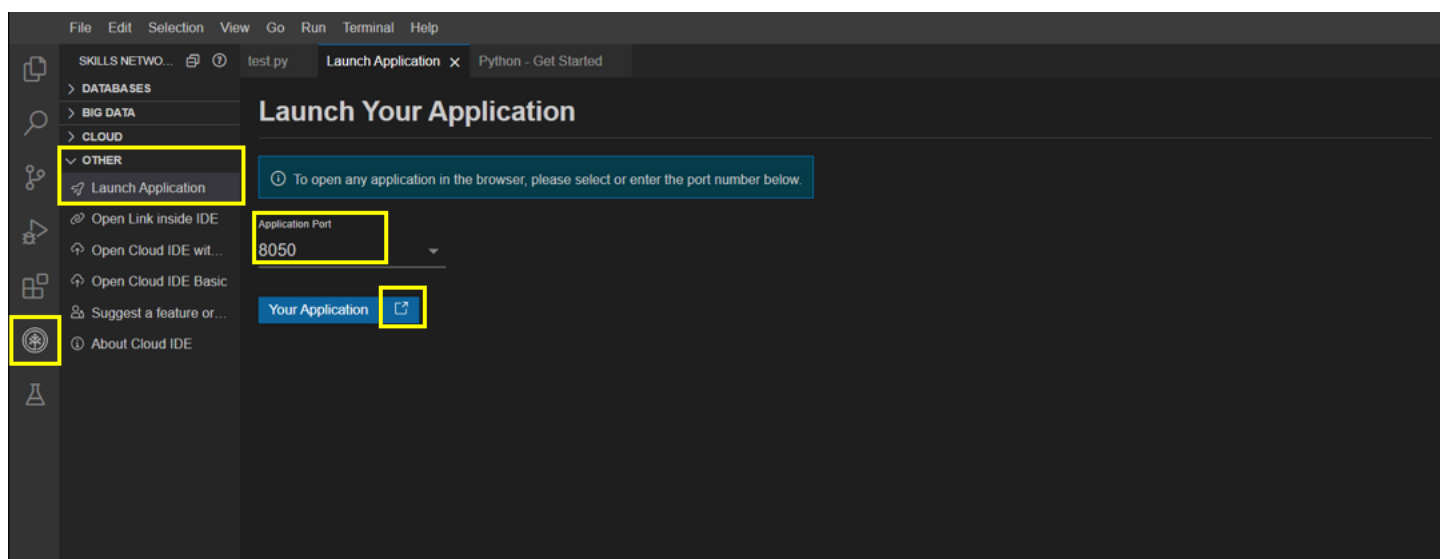 File Edit Selection View Go Run Terminal Help
SKILLS NETWO...
test.py
Launch Application
Python - Get Started
DATABASES
BIG DATA
CLOUD
OTHER
Launch Application
Open Link inside IDE
Open Cloud IDE wit...
Open Cloud IDE Basic
Suggest a feature or...
About Cloud IDE
Launch Your Application
To open any application in the browser, please select or enter the port number below.
Application Port
8050
Your Application